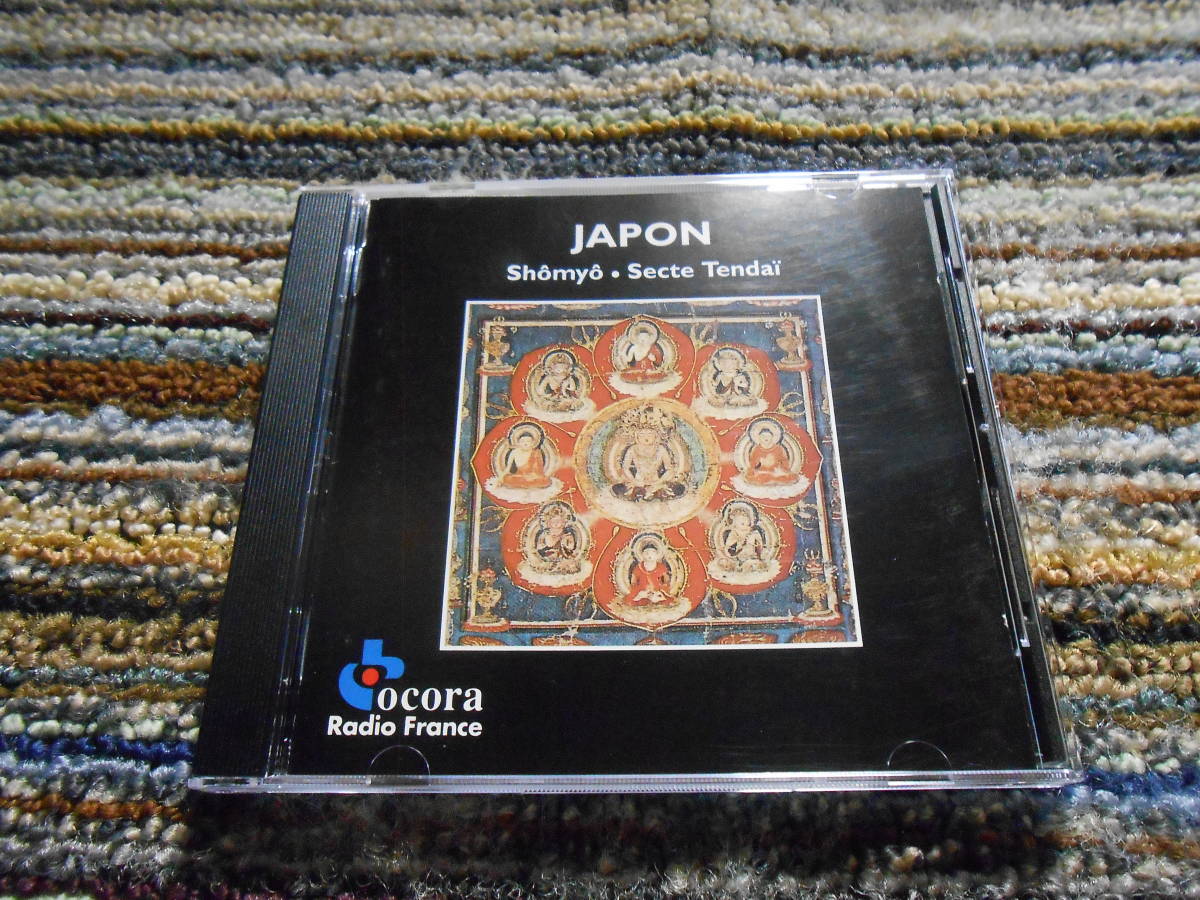 JAPON
Shômyô • Secte Tendaï
ocora
Radio France